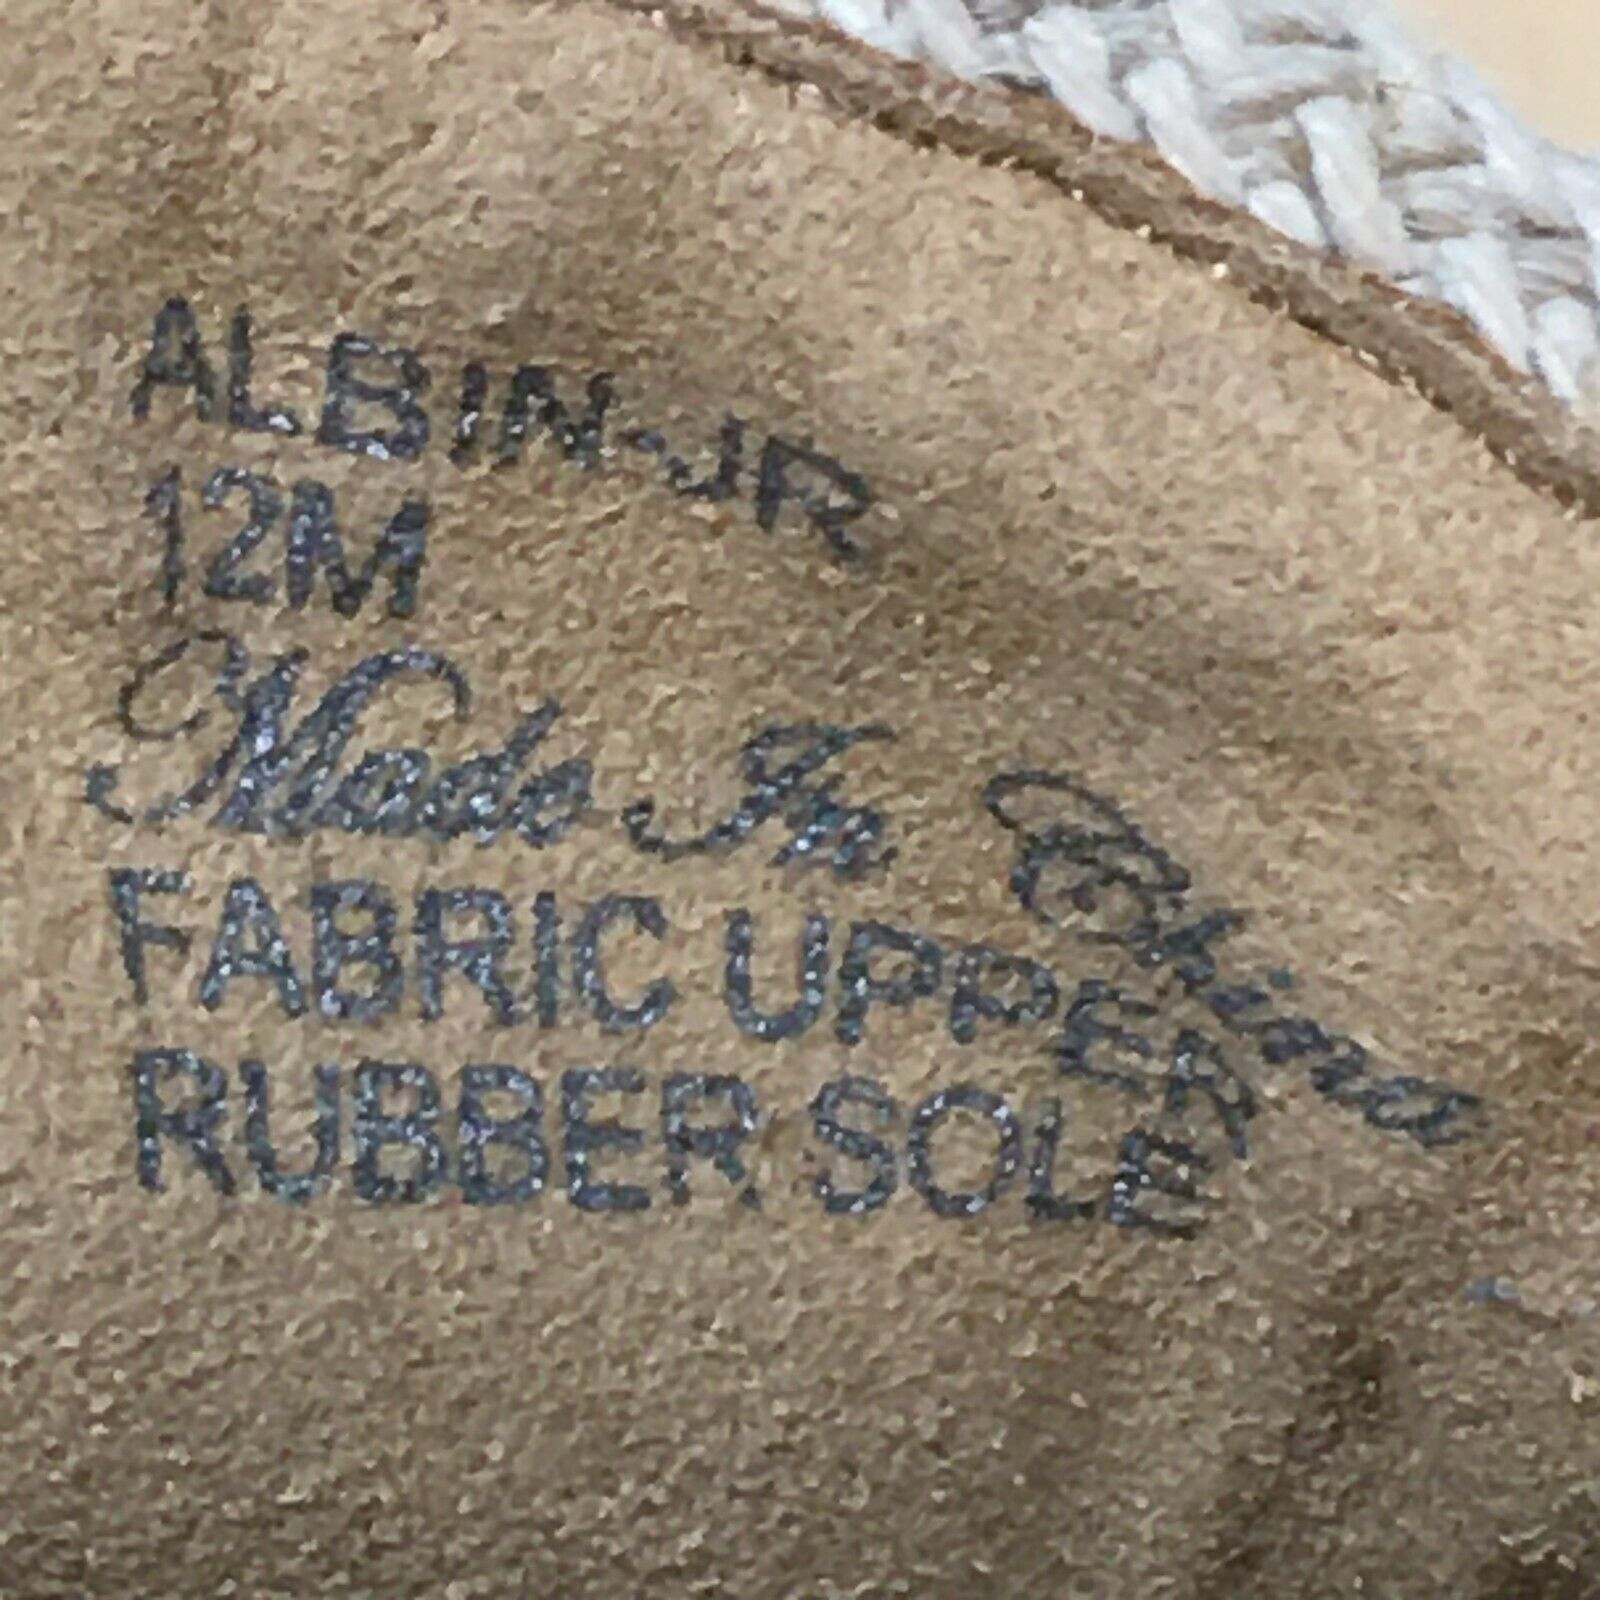 ALBIN-JR
12M
Made In China
FABRIC UPPER
RUBBER SOLE